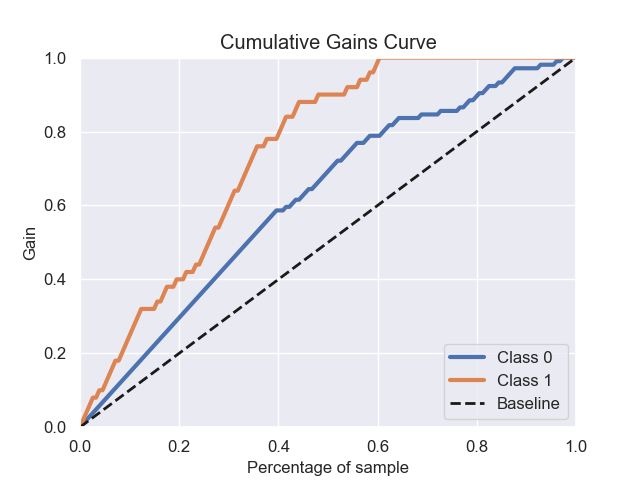 Cumulative Gains Curve
Gain
1.0
0.8
0.6
0.4
0.2
0.0
0.0 0.2 0.4 0.6 0.8 1.0
Percentage of sample
Class 0
Class 1
Baseline